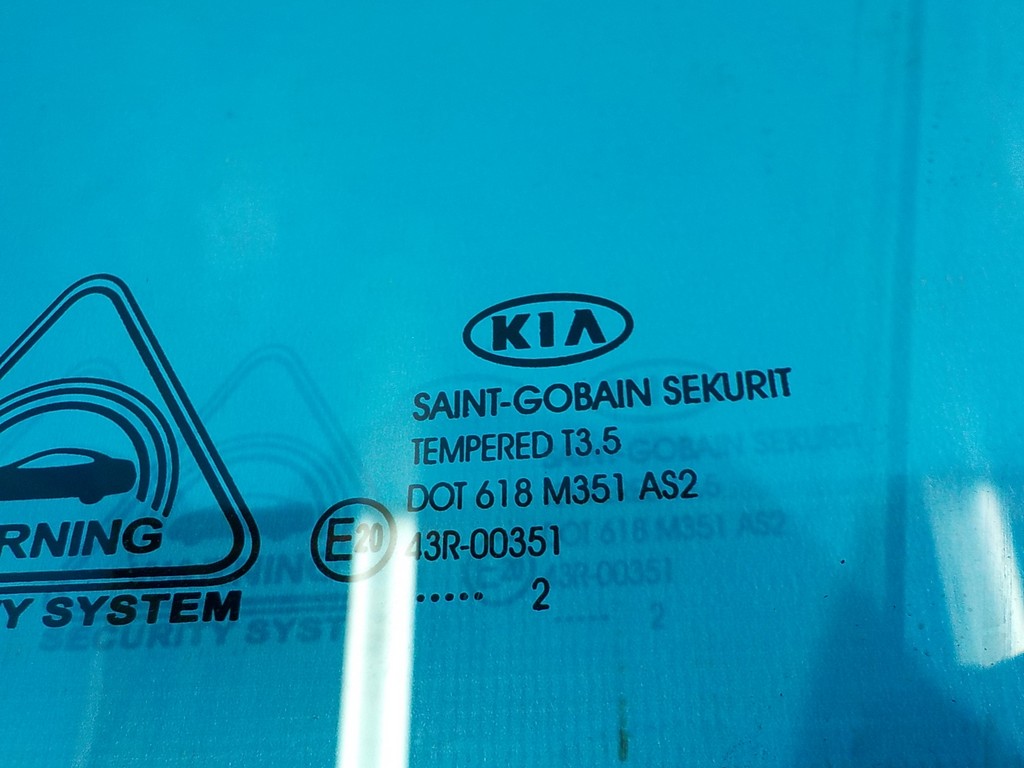 KIA
SAINT-GOBAIN SEKURIT
TEMPERED T3.5
DOT 618 M351 AS2
E20 43R-00351
..... 2
RNING
Y SYSTEM